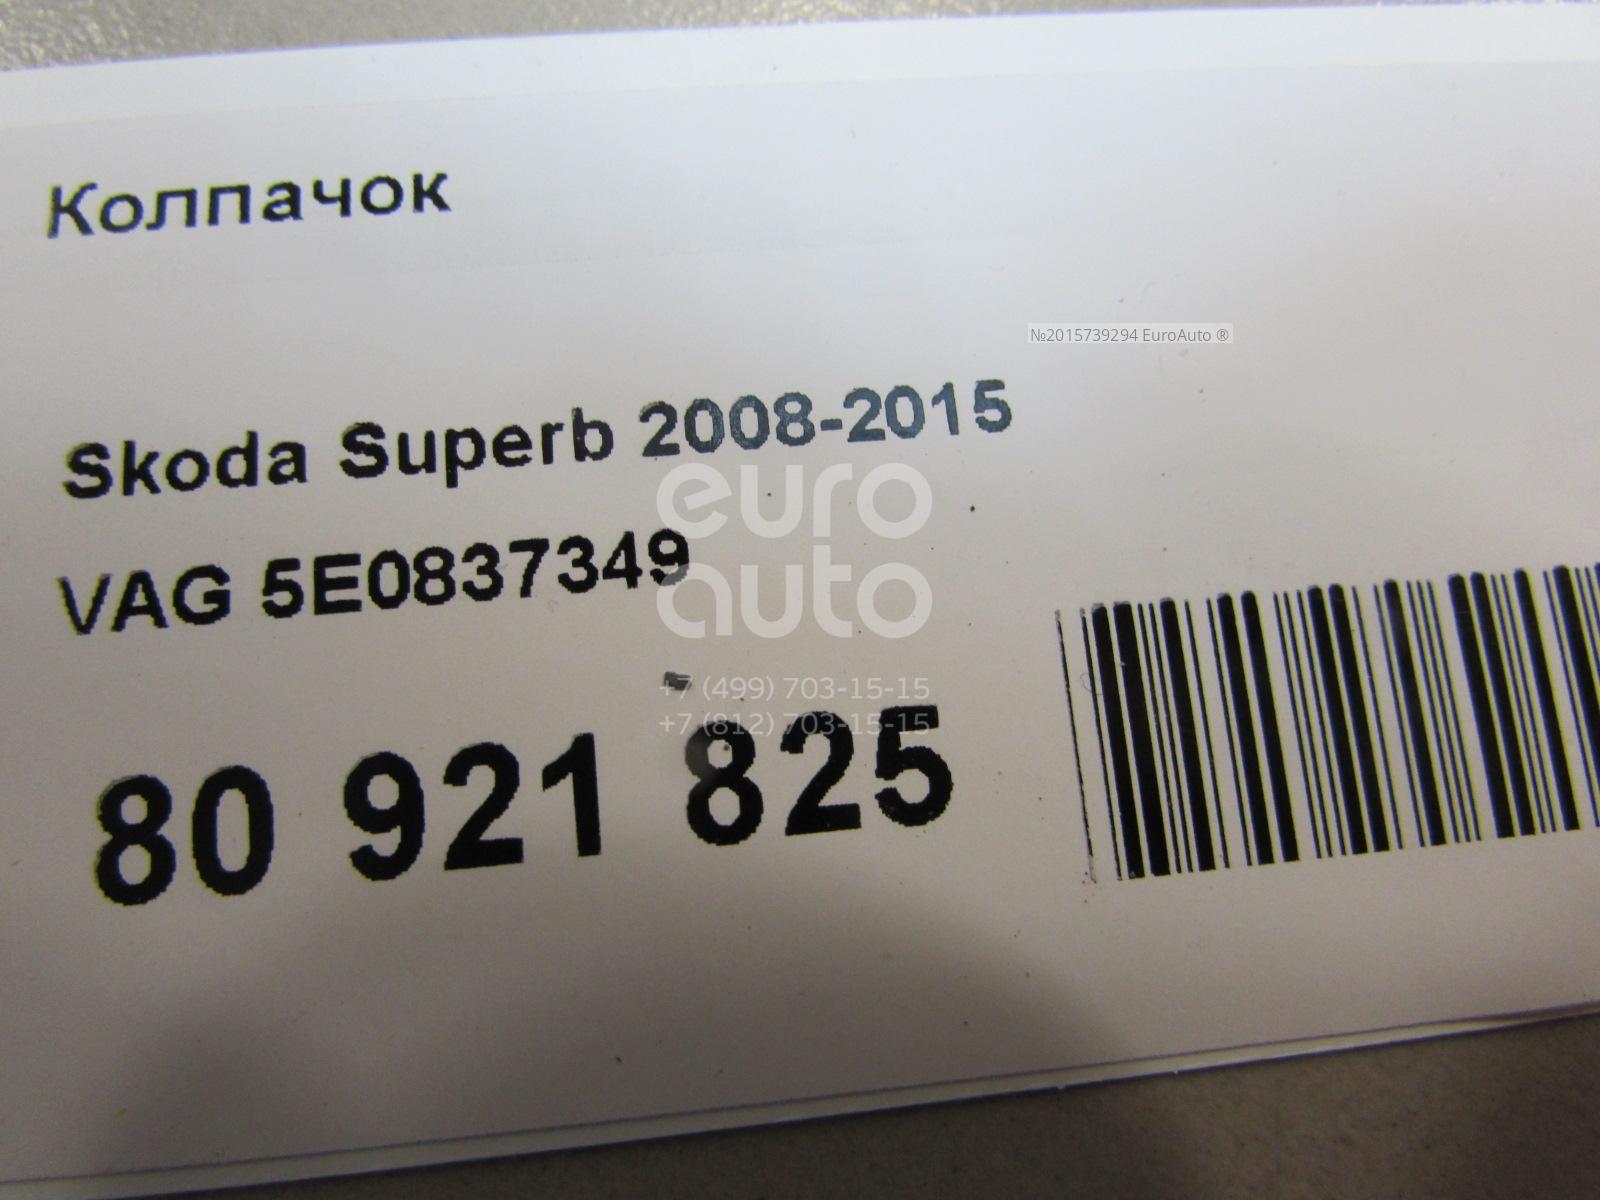 Колпачок
№2015739294 EuroAuto ®
Skoda Superb 2008-2015
euro
auto
VAG 5E0837349
+7 (499) 703-15-15
+7 (812) 703-15-15
80 921 825